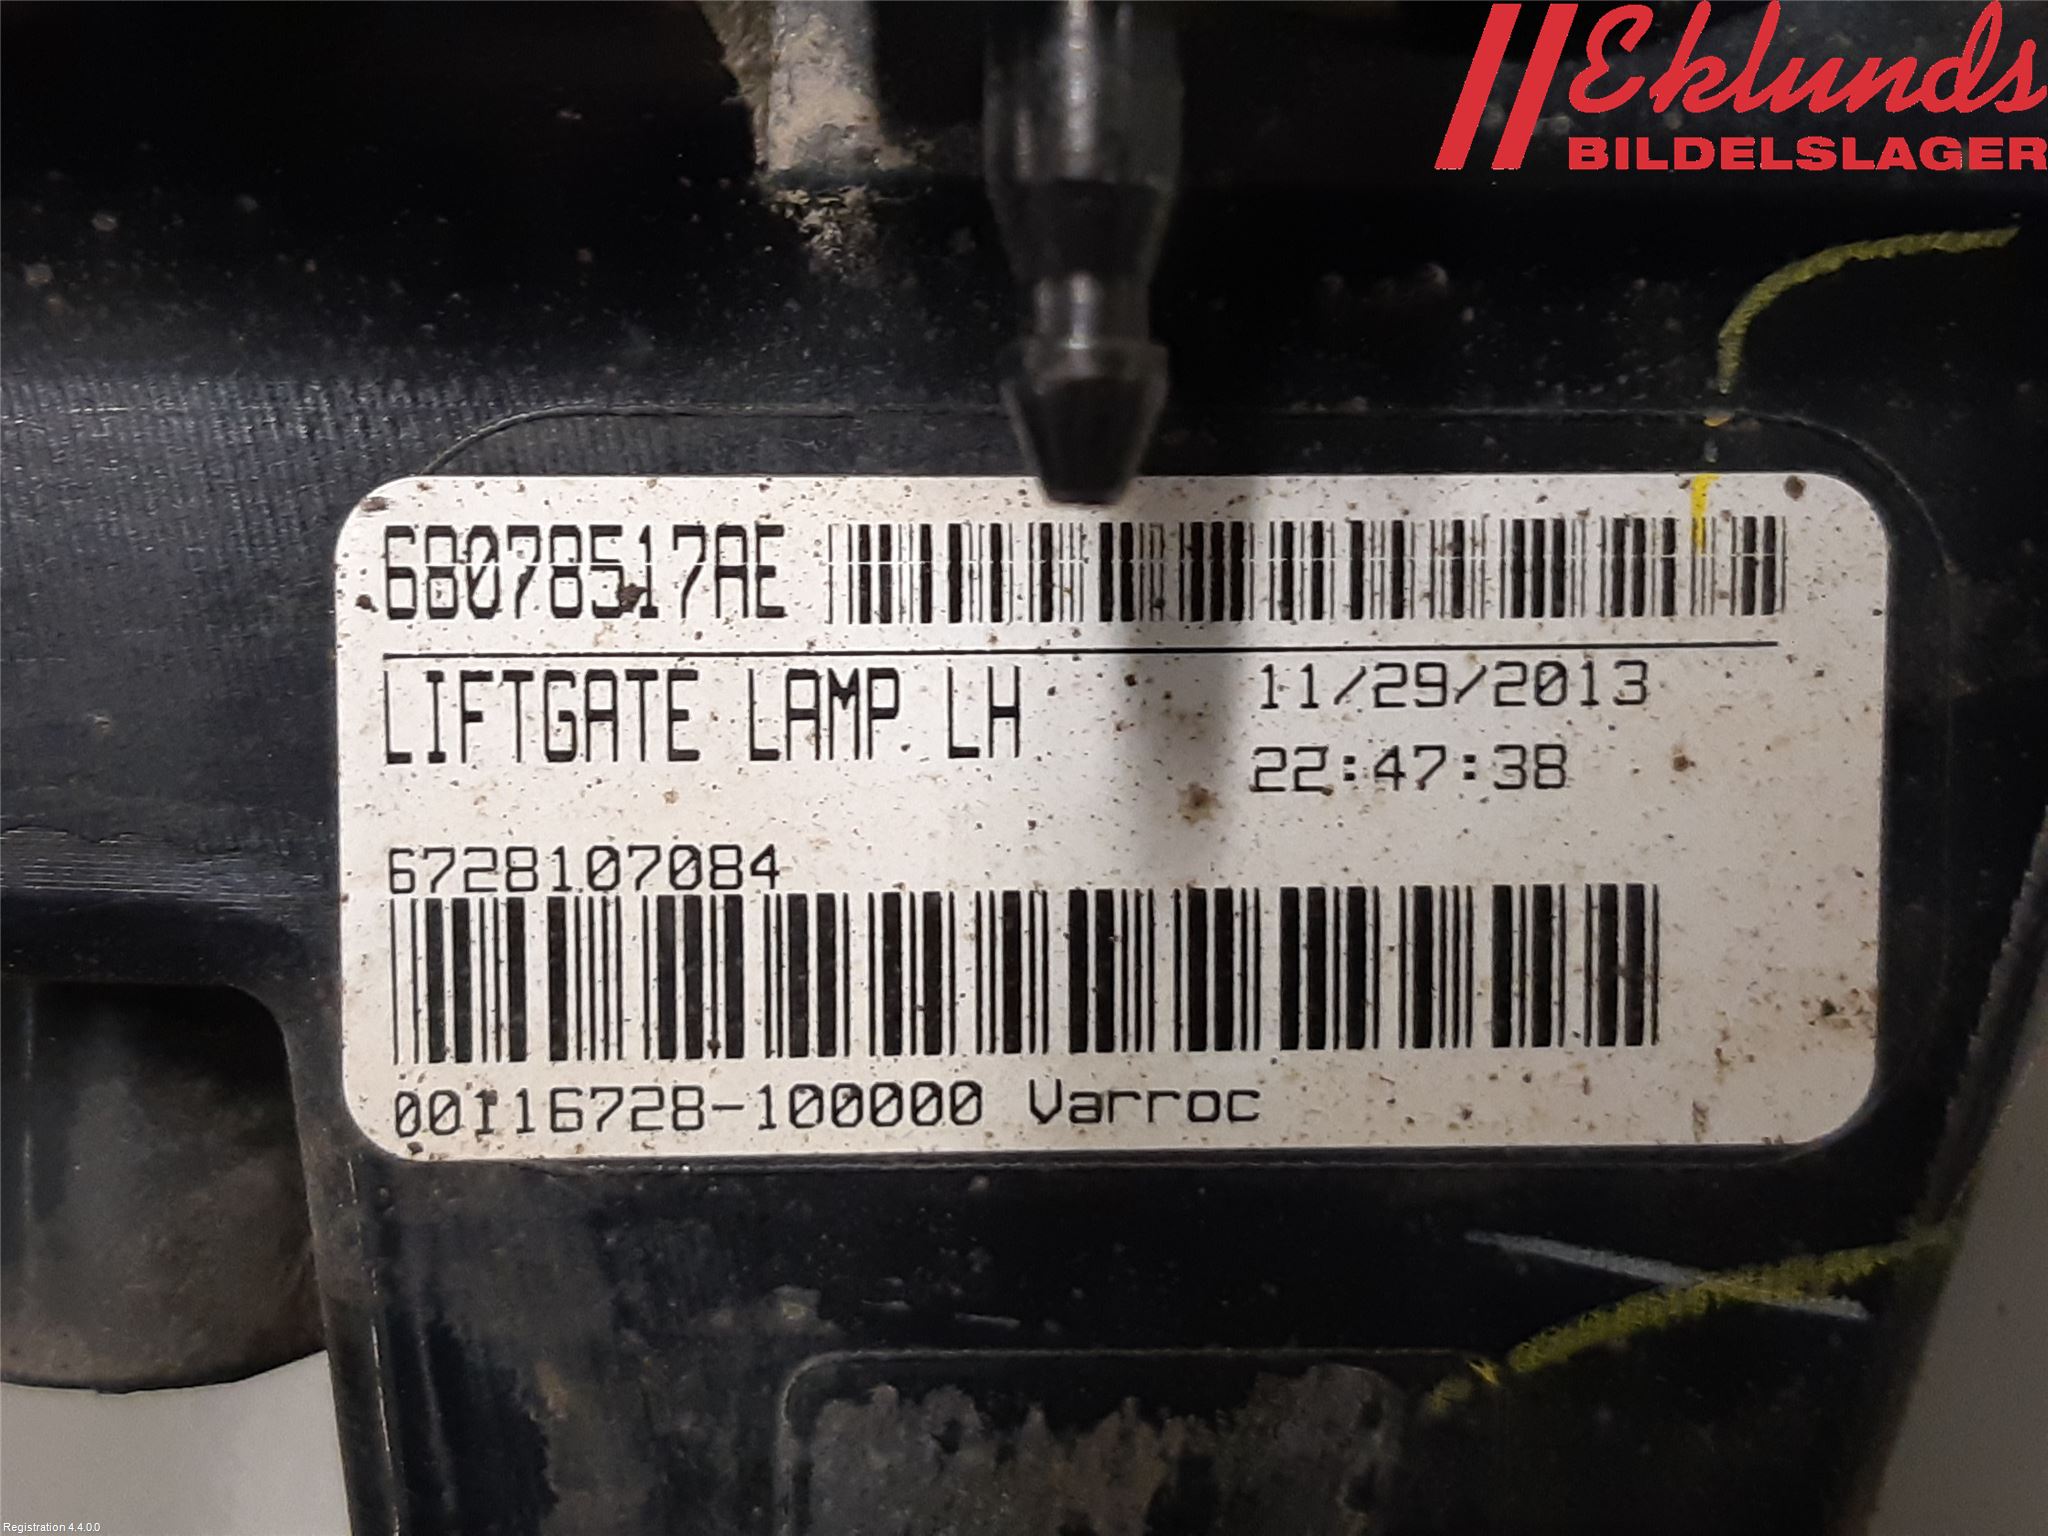 Eklunds
BILDELSLAGER
68078517AE
LIFTGATE LAMP LH
11/29/2013
22:47:38
6728107084
00116728-100000 Varroc
Registration 4.4.0.0